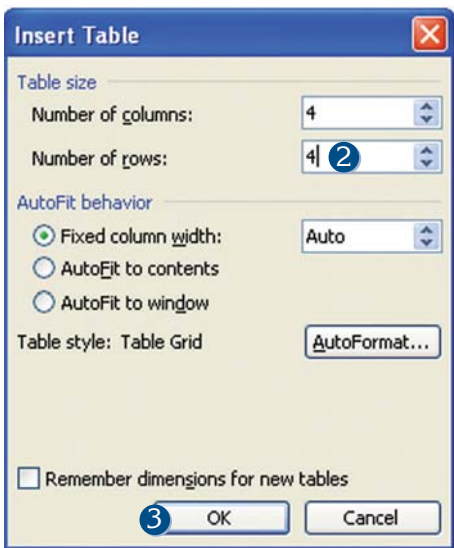 Insert Table
Table size
Number of columns: 4
Number of rows: 4 2
AutoFit behavior
Fixed column width: Auto
AutoFit to contents
AutoFit to window
Table style: Table Grid AutoFormat...
Remember dimensions for new tables
3 OK Cancel